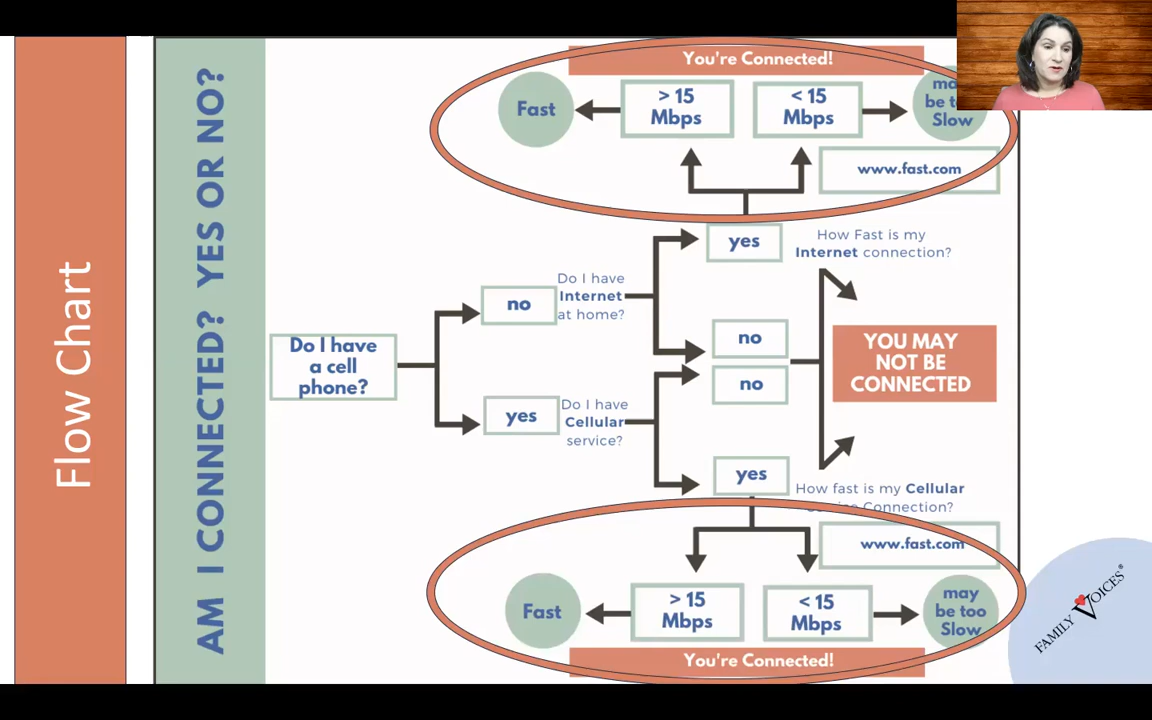 Flow Chart
AM I CONNECTED? YES OR NO?
You're Connected!
Fast
> 15
Mbps
< 15
Mbps
be
Slow
www.fast.com
yes
How Fast is my
Internet connection?
Do I have
Internet
at home?
no
Do I have
a cell
phone?
no
no
YOU MAY
NOT BE
CONNECTED
yes
Do I have
Cellular
service?
yes
How fast is my Cellular
Service Connection?
www.fast.com
Fast
> 15
Mbps
< 15
Mbps
may
be too
Slow
You're Connected!
FAMILY VOICES®